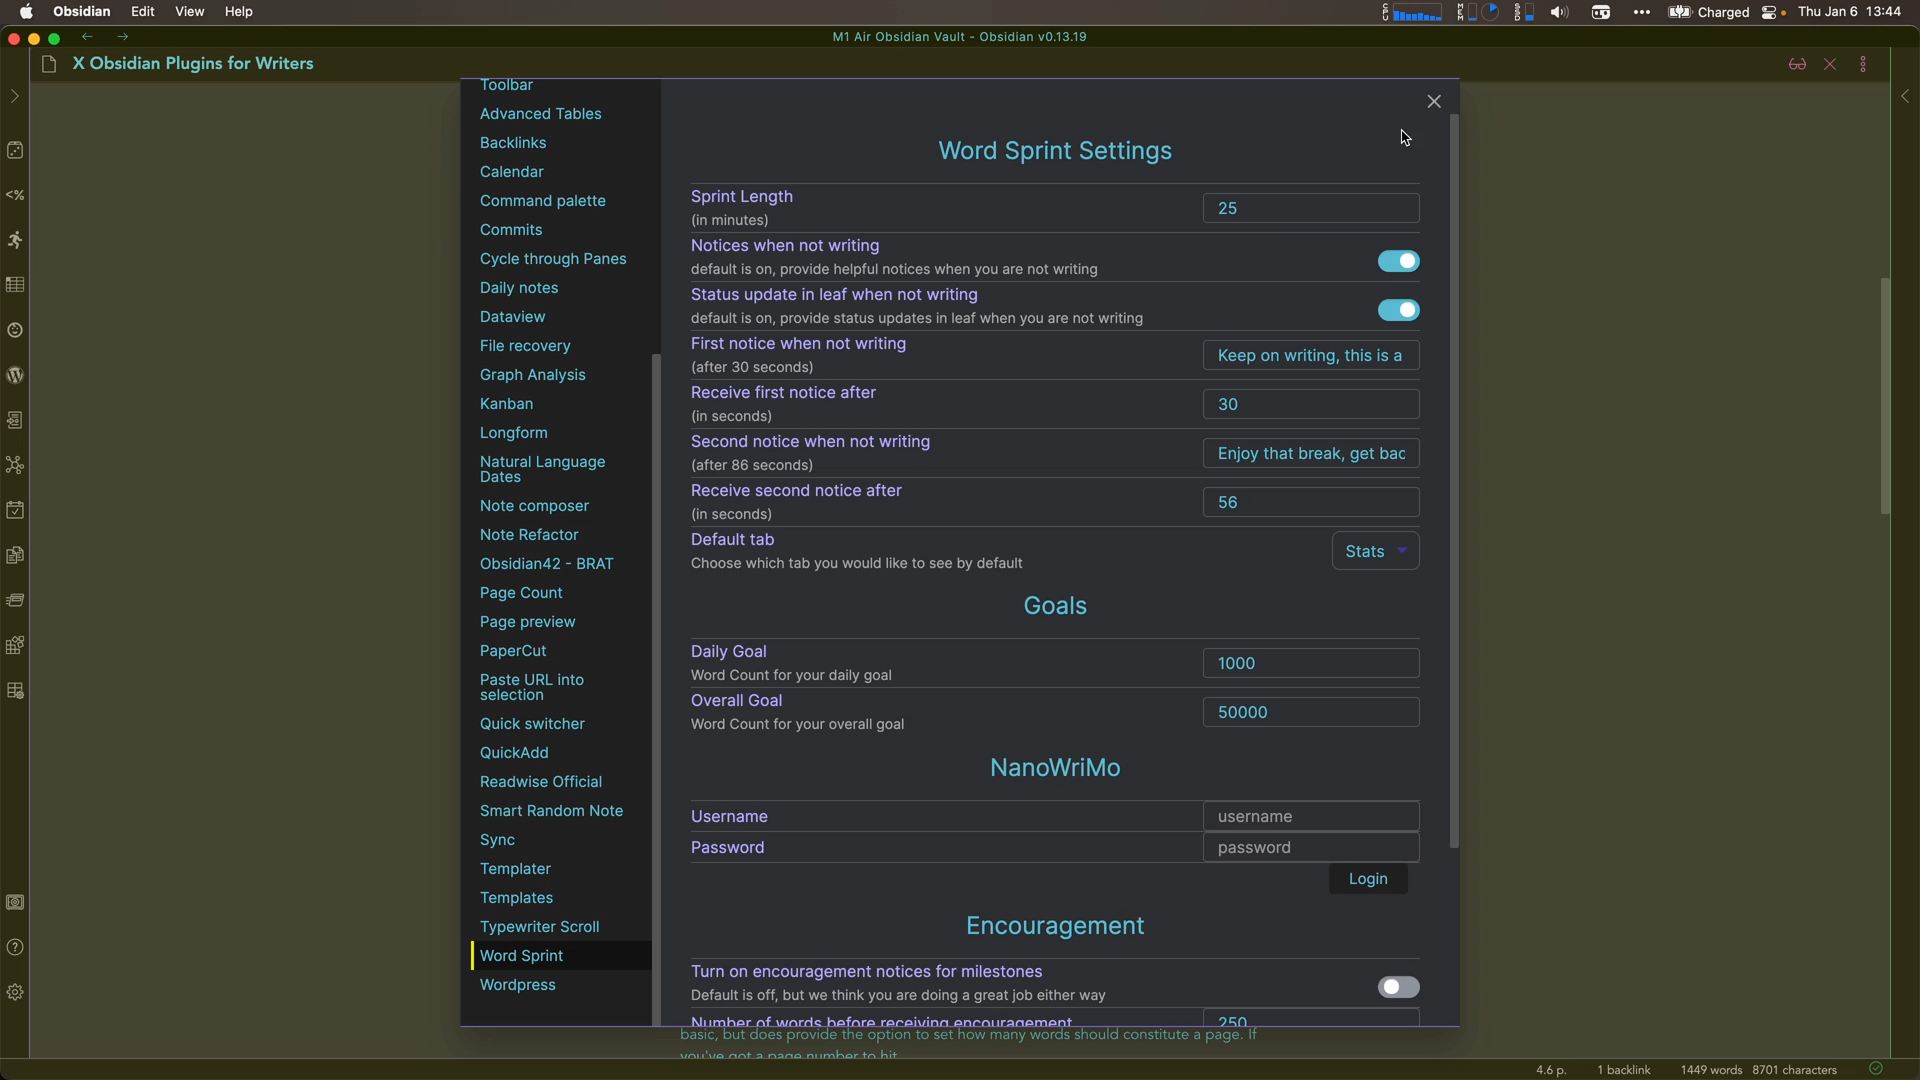 Obsidian Edit View Help
CPU MEM SSD Charged Thu Jan 6 13:44
M1 Air Obsidian Vault - Obsidian v0.13.19
X Obsidian Plugins for Writers
Toolbar
Advanced Tables
Backlinks
Calendar
Command palette
Commits
Cycle through Panes
Daily notes
Dataview
File recovery
Graph Analysis
Kanban
Longform
Natural Language
Dates
Note composer
Note Refactor
Obsidian42 - BRAT
Page Count
Page preview
PaperCut
Paste URL into
selection
Quick switcher
QuickAdd
Readwise Official
Smart Random Note
Sync
Templater
Templates
Typewriter Scroll
Word Sprint
Wordpress
Word Sprint Settings
Sprint Length
(in minutes)
25
Notices when not writing
default is on, provide helpful notices when you are not writing
Status update in leaf when not writing
default is on, provide status updates in leaf when you are not writing
First notice when not writing
(after 30 seconds)
Keep on writing, this is a
Receive first notice after
(in seconds)
30
Second notice when not writing
(after 86 seconds)
Enjoy that break, get bac
Receive second notice after
(in seconds)
56
Default tab
Choose which tab you would like to see by default
Stats
Goals
Daily Goal
Word Count for your daily goal
1000
Overall Goal
Word Count for your overall goal
50000
NanoWriMo
Username
username
Password
password
Login
Encouragement
Turn on encouragement notices for milestones
Default is off, but we think you are doing a great job either way
Number of words before receiving encouragement
250
basic, but does provide the option to set how many words should constitute a page. If
you've got a page number to hit
4.6 p. 1 backlink 1449 words 8701 characters